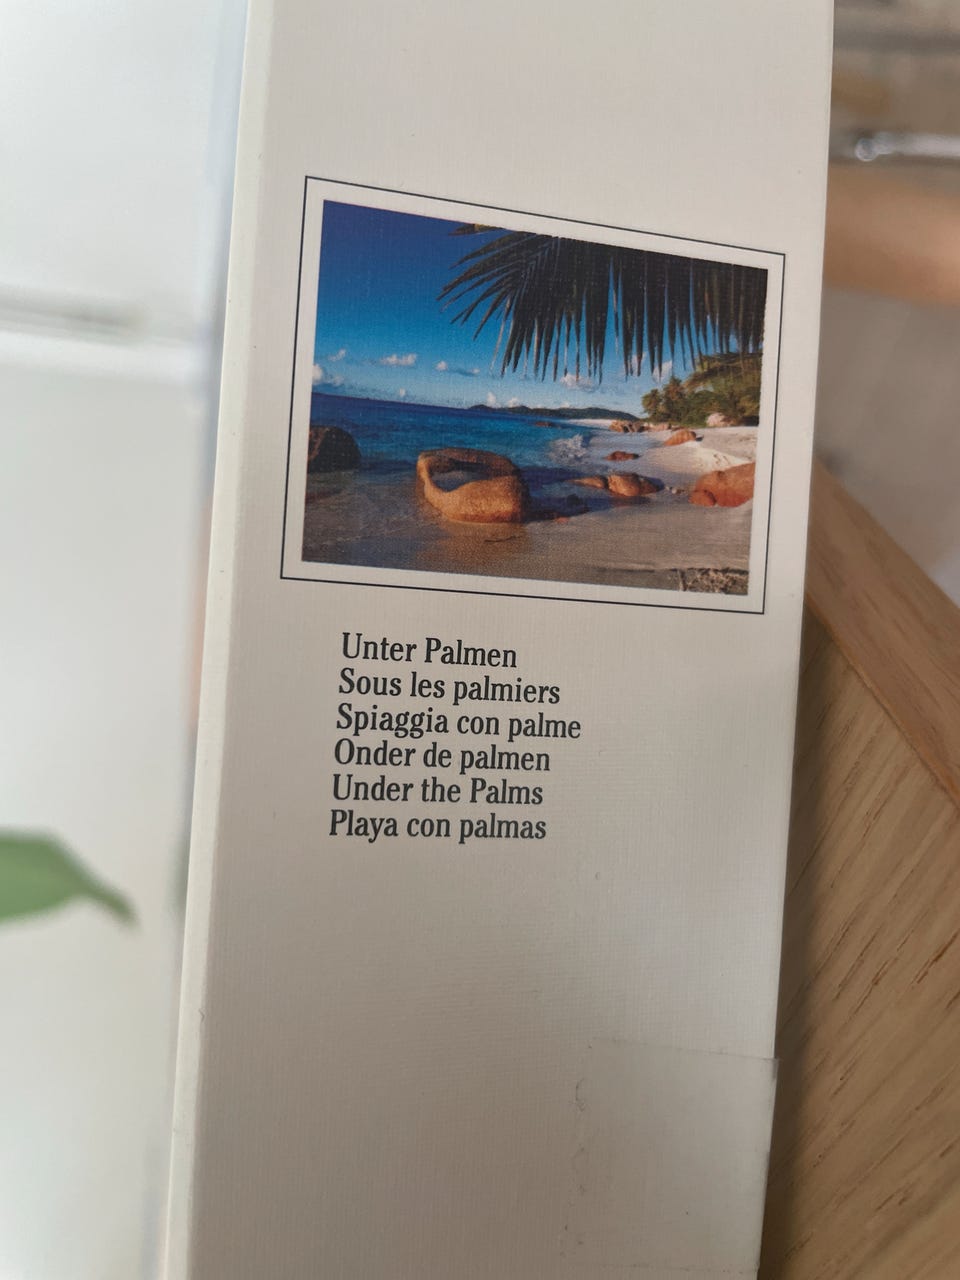 Unter Palmen
Sous les palmiers
Spiaggia con palme
Onder de palmen
Under the Palms
Playa con palmas